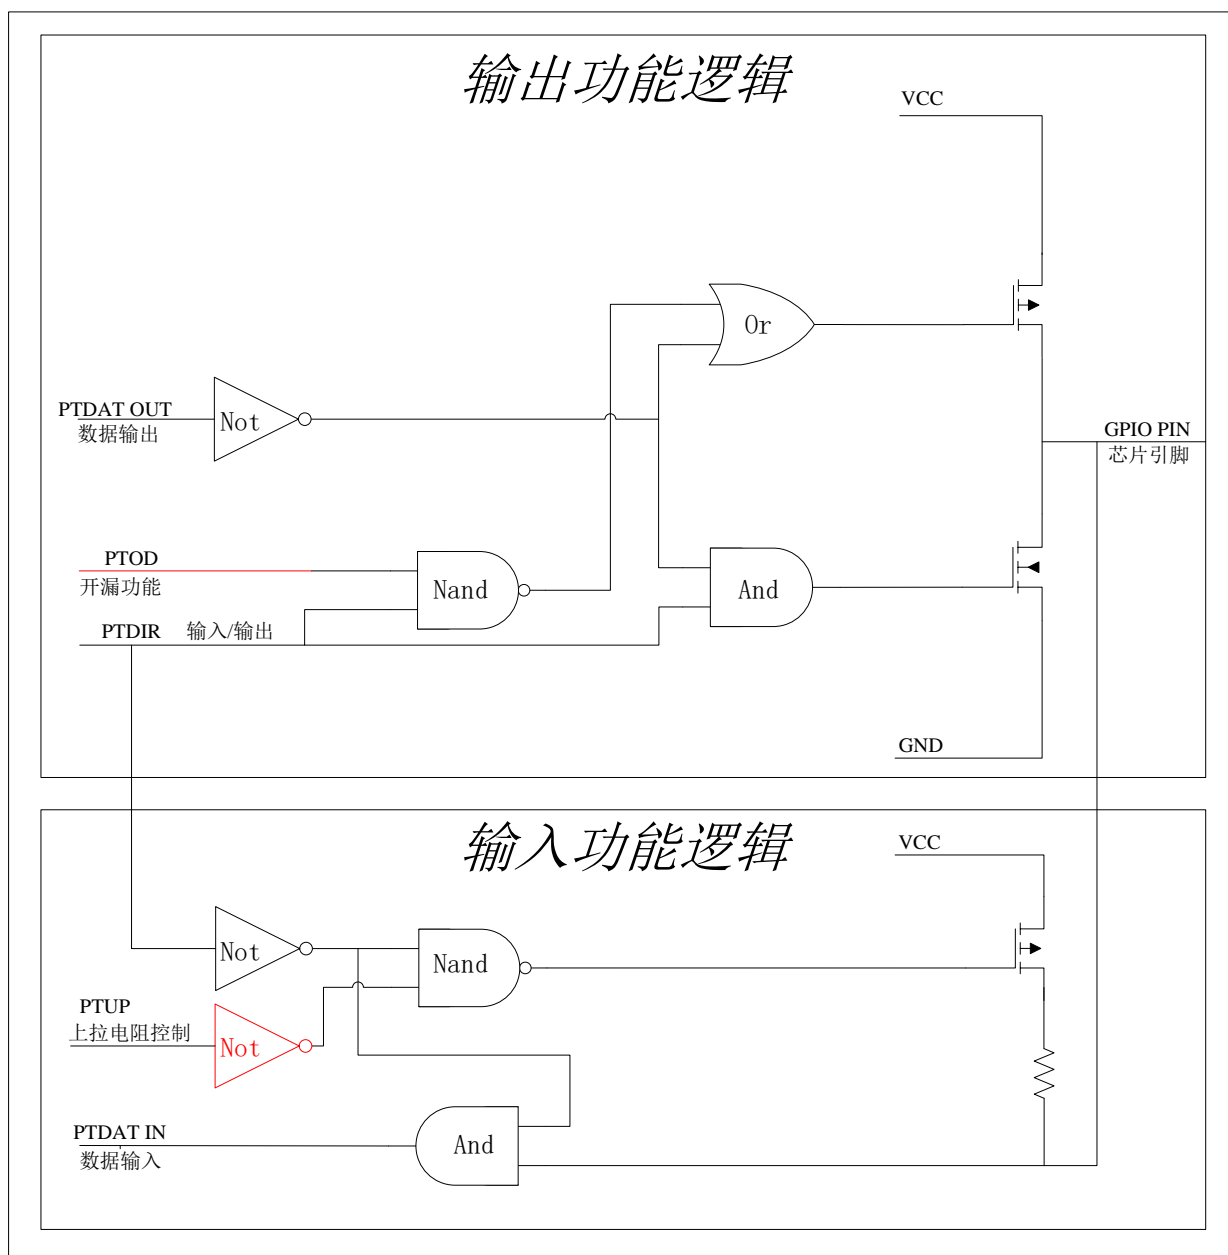 输出功能逻辑
VCC
Or
PTDAT OUT
数据输出
Not
GPIO PIN
芯片引脚
PTOD
开漏功能
Nand
And
PTDIR 输入/输出
GND
输入功能逻辑
VCC
Not
Nand
PTUP
上拉电阻控制
Not
PTDAT IN
数据输入
And